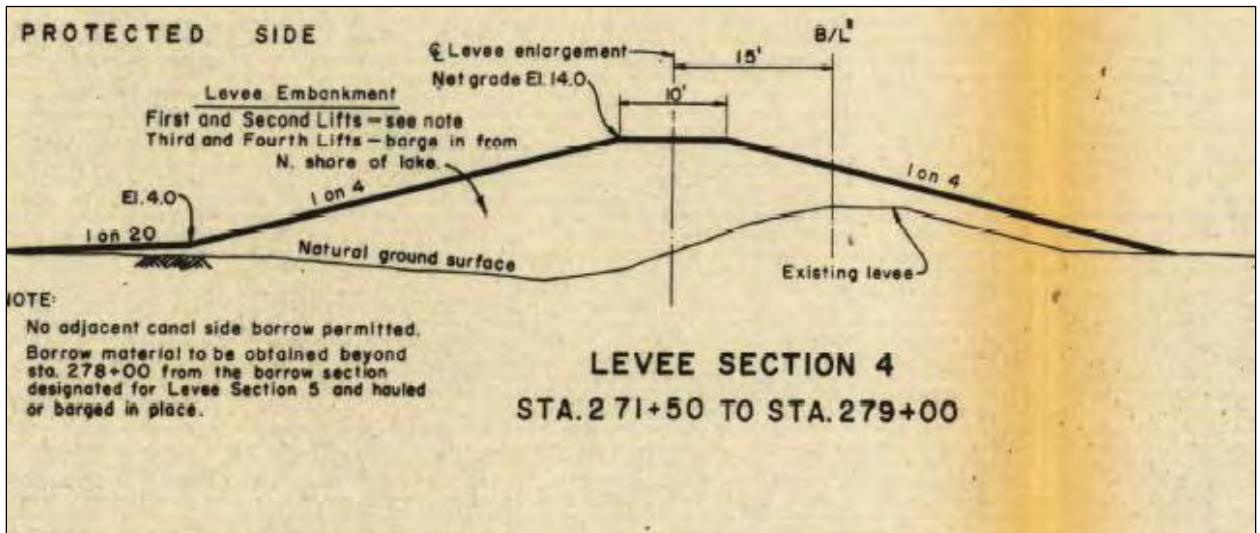 PROTECTED SIDE
B/L
℄ Levee enlargement
15'
Net grade El. 14.0
10'
Levee Embankment
First and Second Lifts — see note
Third and Fourth Lifts — barge in from
N. shore of lake.
1 on 4
1 on 4
El. 4.0
1 on 20
Natural ground surface
Existing levee
NOTE:
No adjacent canal side borrow permitted.
Borrow material to be obtained beyond
sta. 278+00 from the borrow section
designated for Levee Section 5 and hauled
or barged in place.
LEVEE SECTION 4
STA. 271+50 TO STA. 279+00